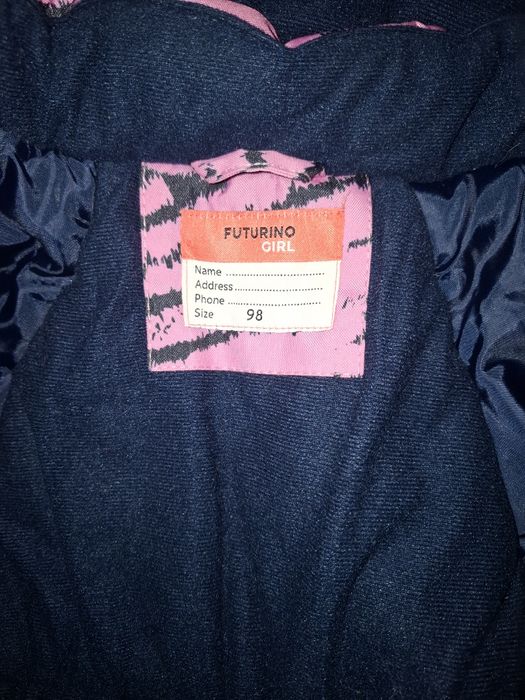 FUTURINO
GIRL
Name ........................
Address......................
Phone .......................
Size 98